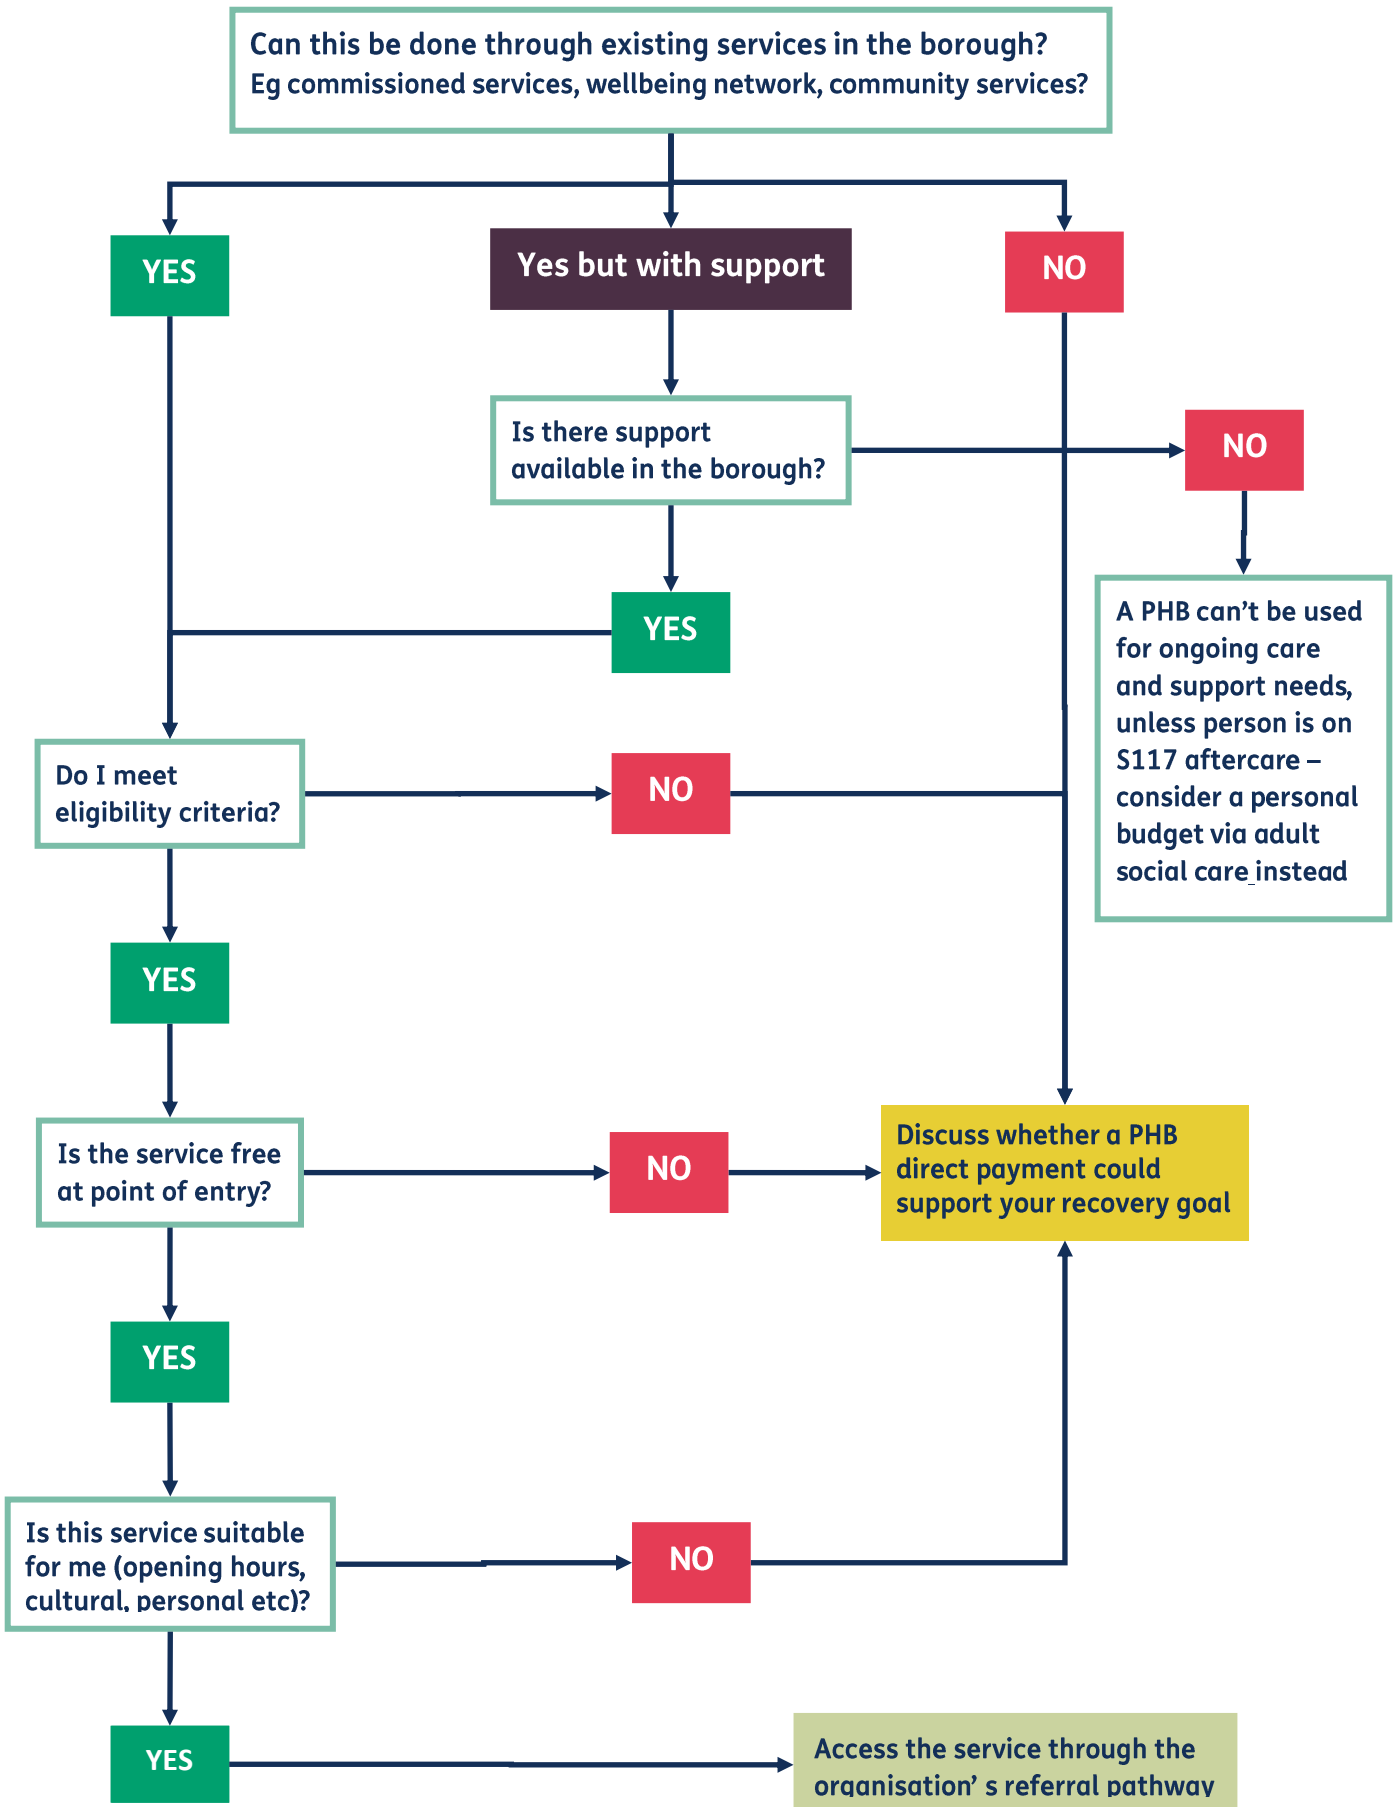 Can this be done through existing services in the borough?
Eg commissioned services, wellbeing network, community services?
YES
Yes but with support
NO
Is there support
available in the borough?
NO
YES
A PHB can’t be used
for ongoing care
and support needs,
unless person is on
S117 aftercare –
consider a personal
budget via adult
social care instead
Do I meet
eligibility criteria?
NO
YES
Is the service free
at point of entry?
NO
Discuss whether a PHB
direct payment could
support your recovery goal
YES
Is this service suitable
for me (opening hours,
cultural, personal etc)?
NO
YES
Access the service through the
organisation’ s referral pathway